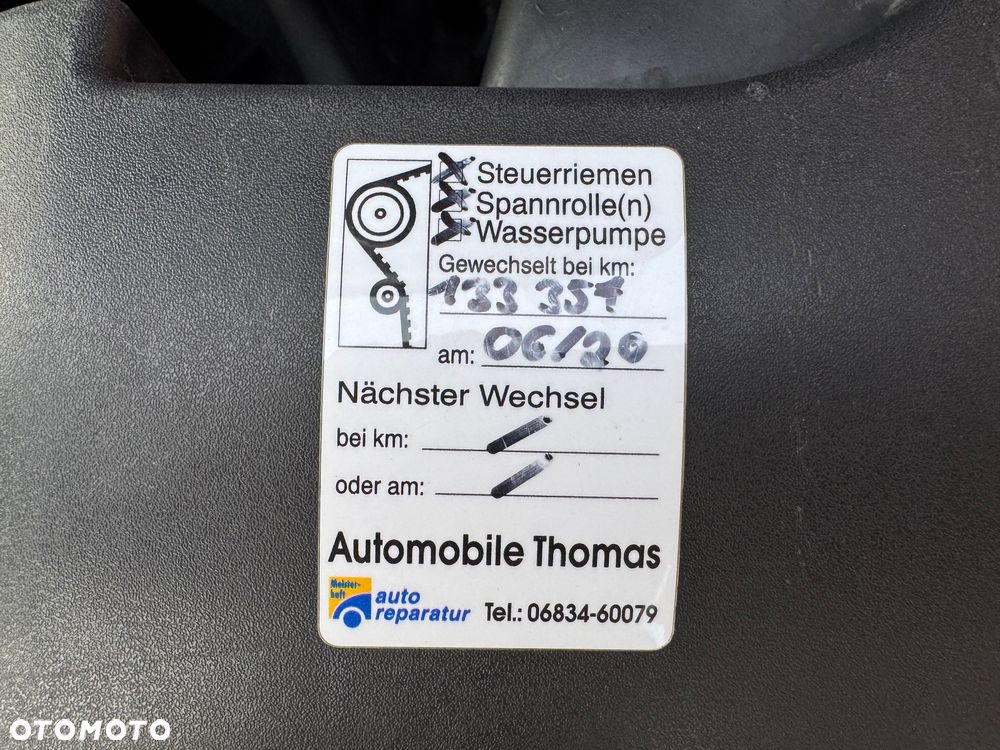 Steuerriemen
Spannrolle(n)
Wasserpumpe
Gewechselt bei km:
133 357
am: 06/20
Nächster Wechsel
bei km:
oder am:
Automobile Thomas
Meister-
haft
auto
reparatur
Tel.: 06834-60079
OTOMOTO